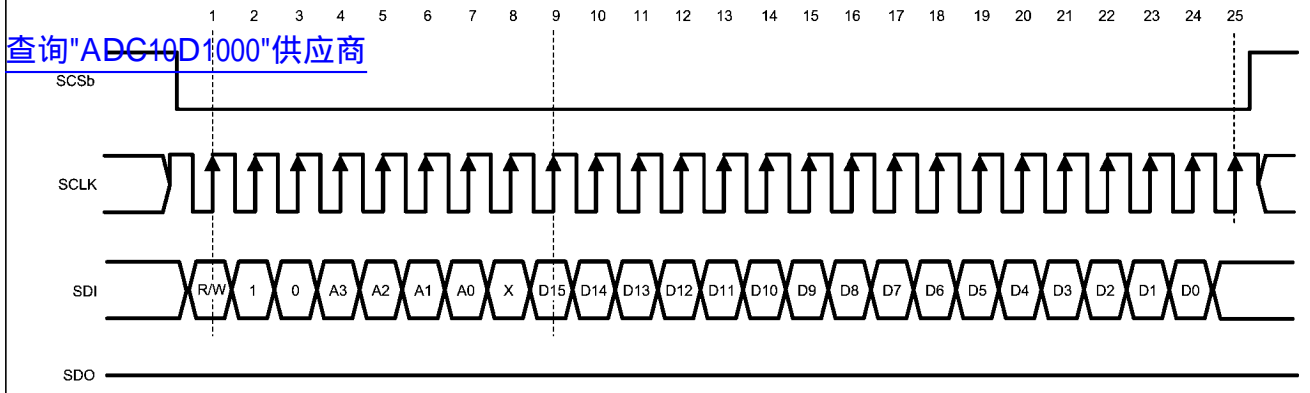 1 2 3 4 5 6 7 8 9 10 11 12 13 14 15 16 17 18 19 20 21 22 23 24 25
查询"ADC10D1000"供应商
SCSb
SCLK
SDI R/W 1 0 A3 A2 A1 A0 X D15 D14 D13 D12 D11 D10 D9 D8 D7 D6 D5 D4 D3 D2 D1 D0
SDO